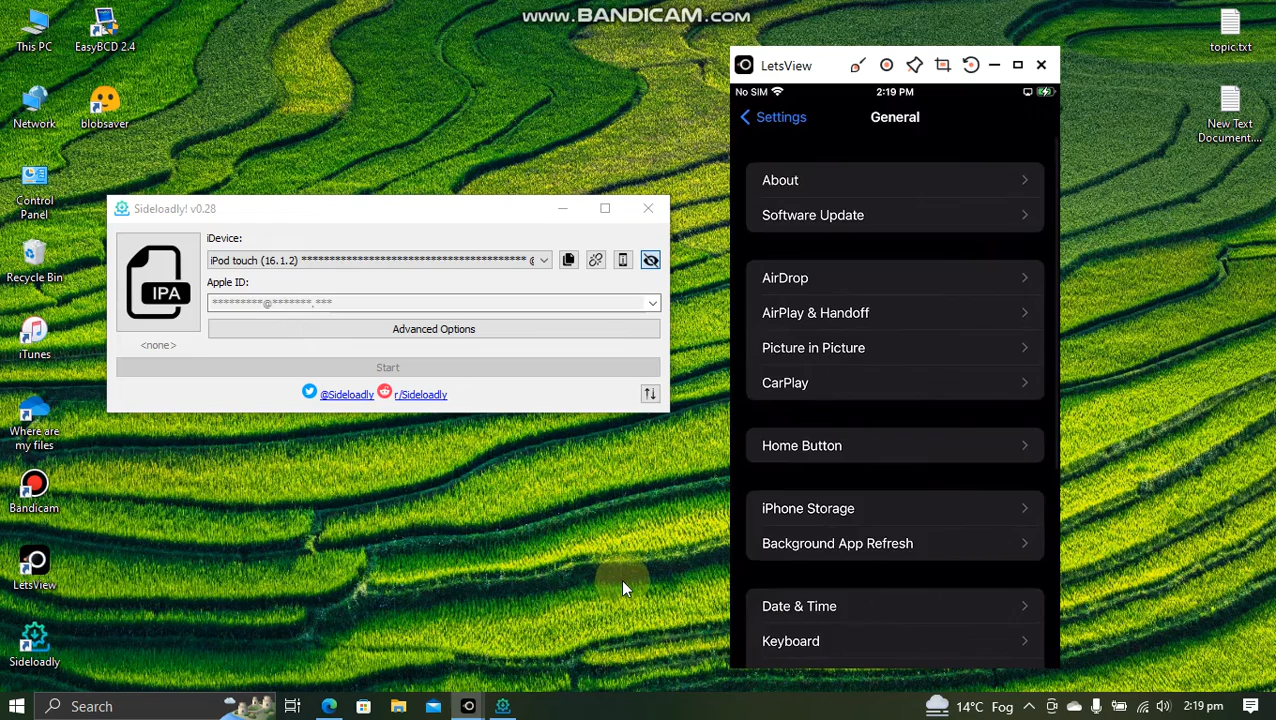 www.BANDICAM.com
This PC
EasyBCD 2.4
Network
blobsaver
Control
Panel
Recycle Bin
iTunes
Where are
my files
Bandicam
LetsView
Sideloadly
topic.txt
New Text
Document....
Sideloadly! v0.28
iDevice:
iPod touch (16.1.2) ****************************************
@
IPA
<none>
Apple ID:
********@******.***
Advanced Options
Start
@Sideloadly
r/Sideloadly
LetsView
No SIM
2:19 PM
Settings
General
About
Software Update
AirDrop
AirPlay & Handoff
Picture in Picture
CarPlay
Home Button
iPhone Storage
Background App Refresh
Date & Time
Keyboard
Search
14°C Fog
2:19 pm